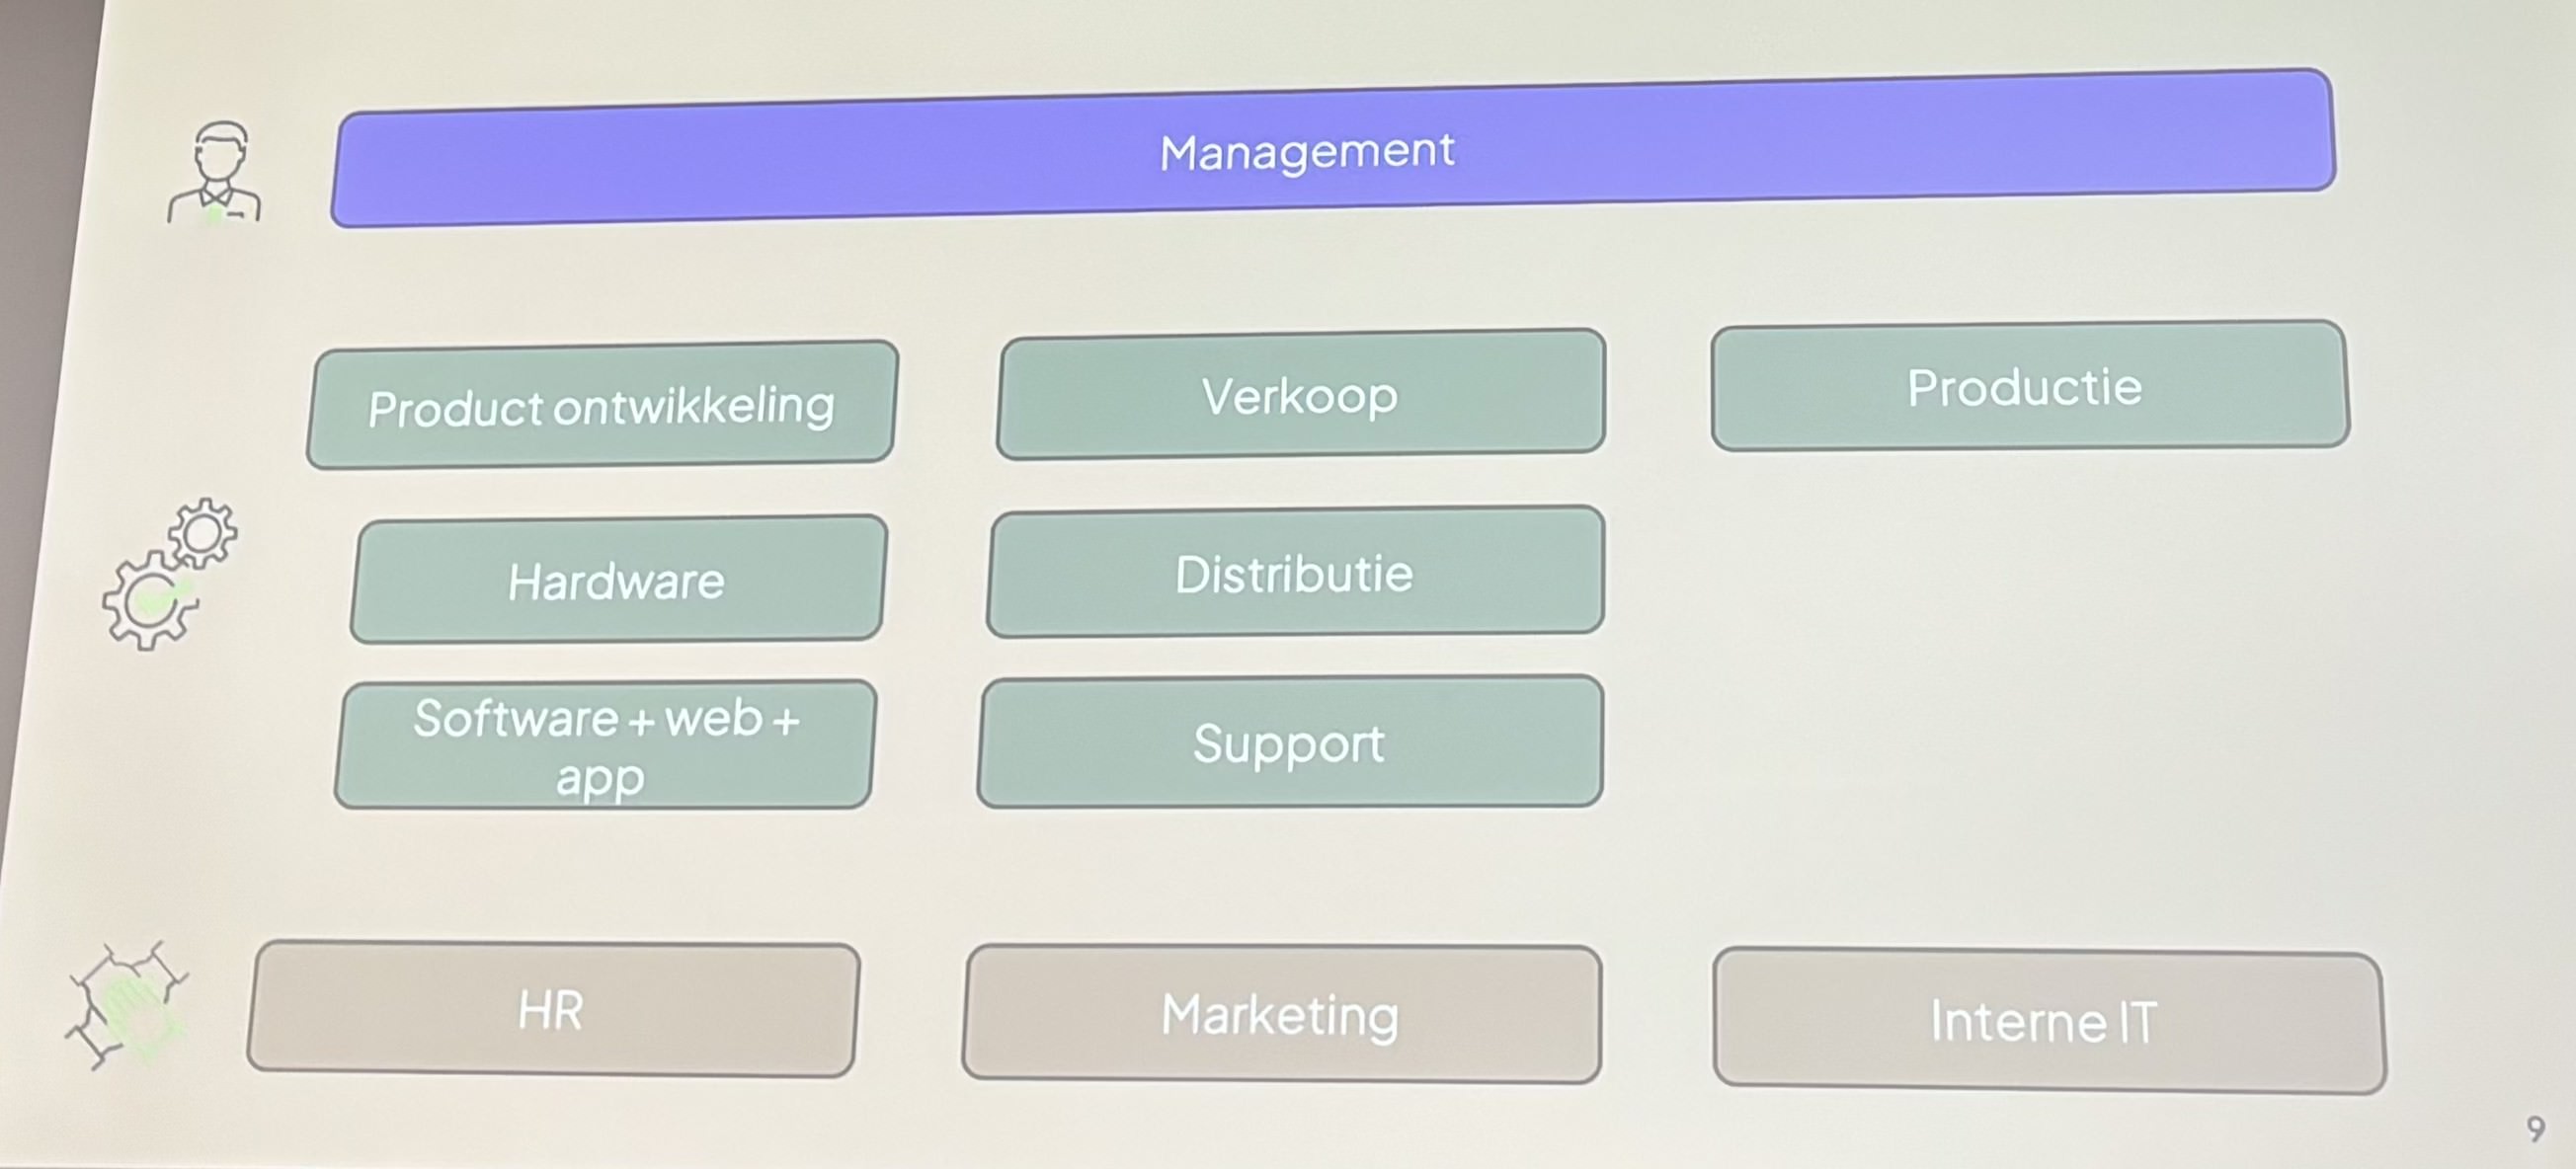 Management
Product ontwikkeling
Verkoop
Productie
Hardware
Distributie
Software + web +
app
Support
HR
Marketing
Interne IT
9